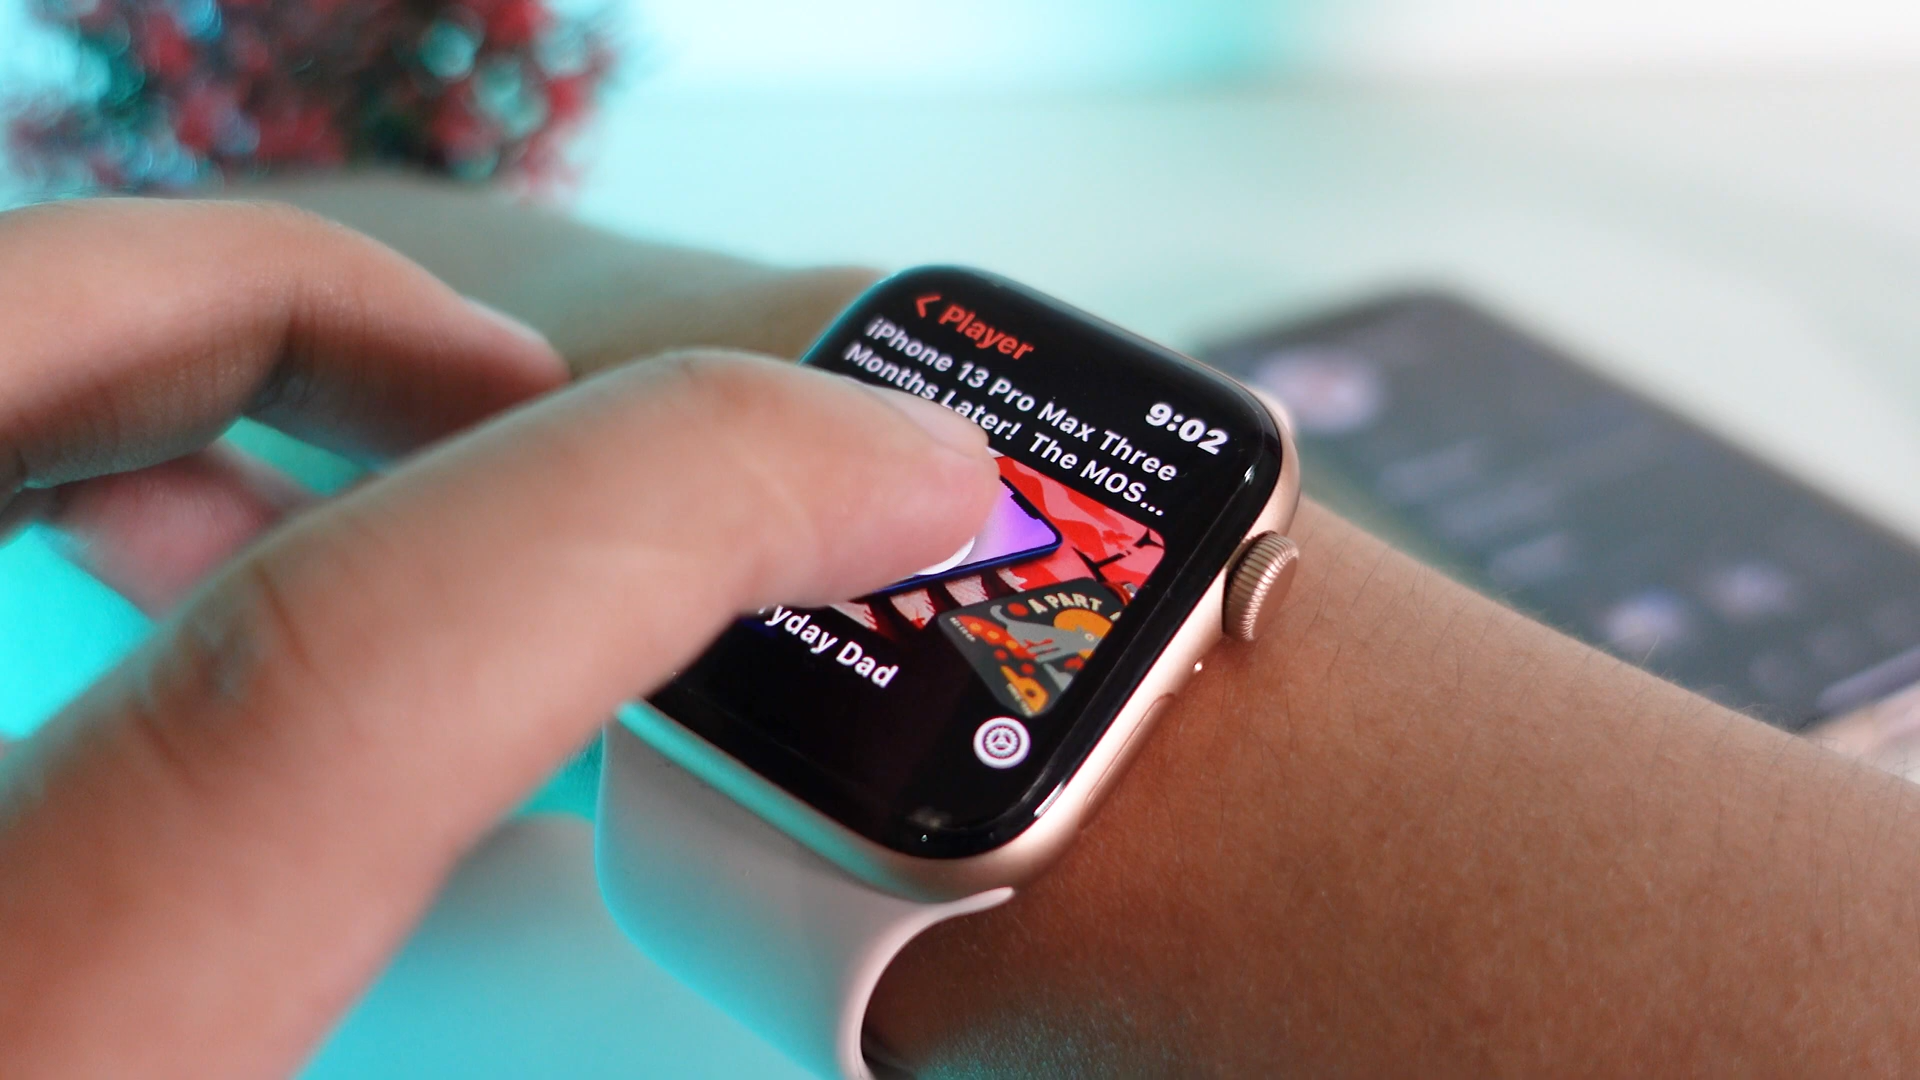 < Player
9:02
iPhone 13 Pro Max Three
Months Later! The MOS...
A PART
yday Dad